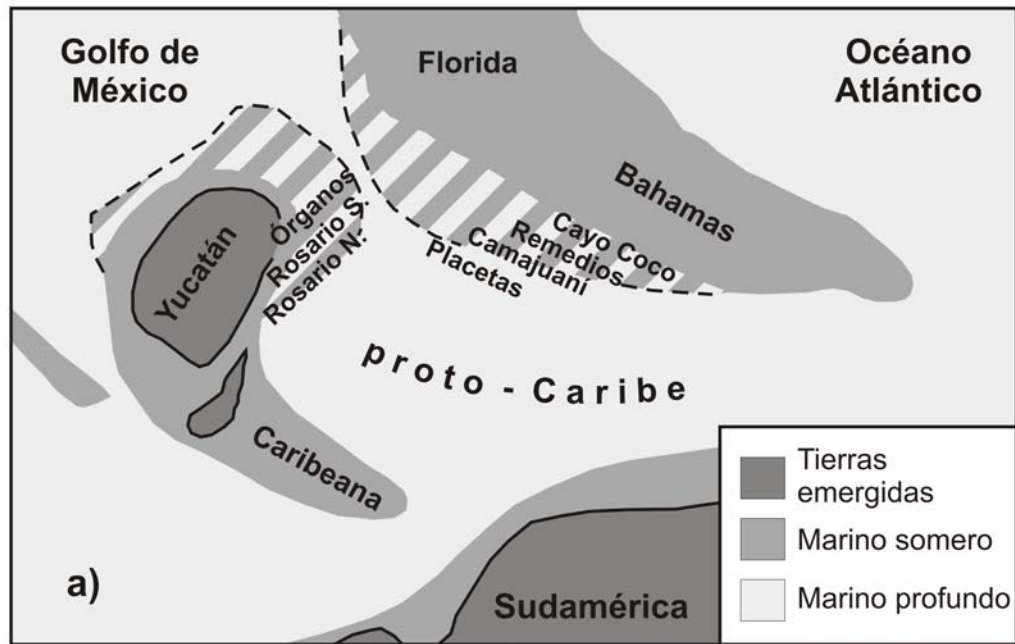 Golfo de
México
Florida
Océano
Atlántico
Bahamas
Órganos
Rosario S.
Rosario N.
Yucatán
Cayo Coco
Remedios
Camajuaní
Placetas
proto - Caribe
Caribeana
Sudamérica
a)
Tierras
emergidas
Marino somero
Marino profundo